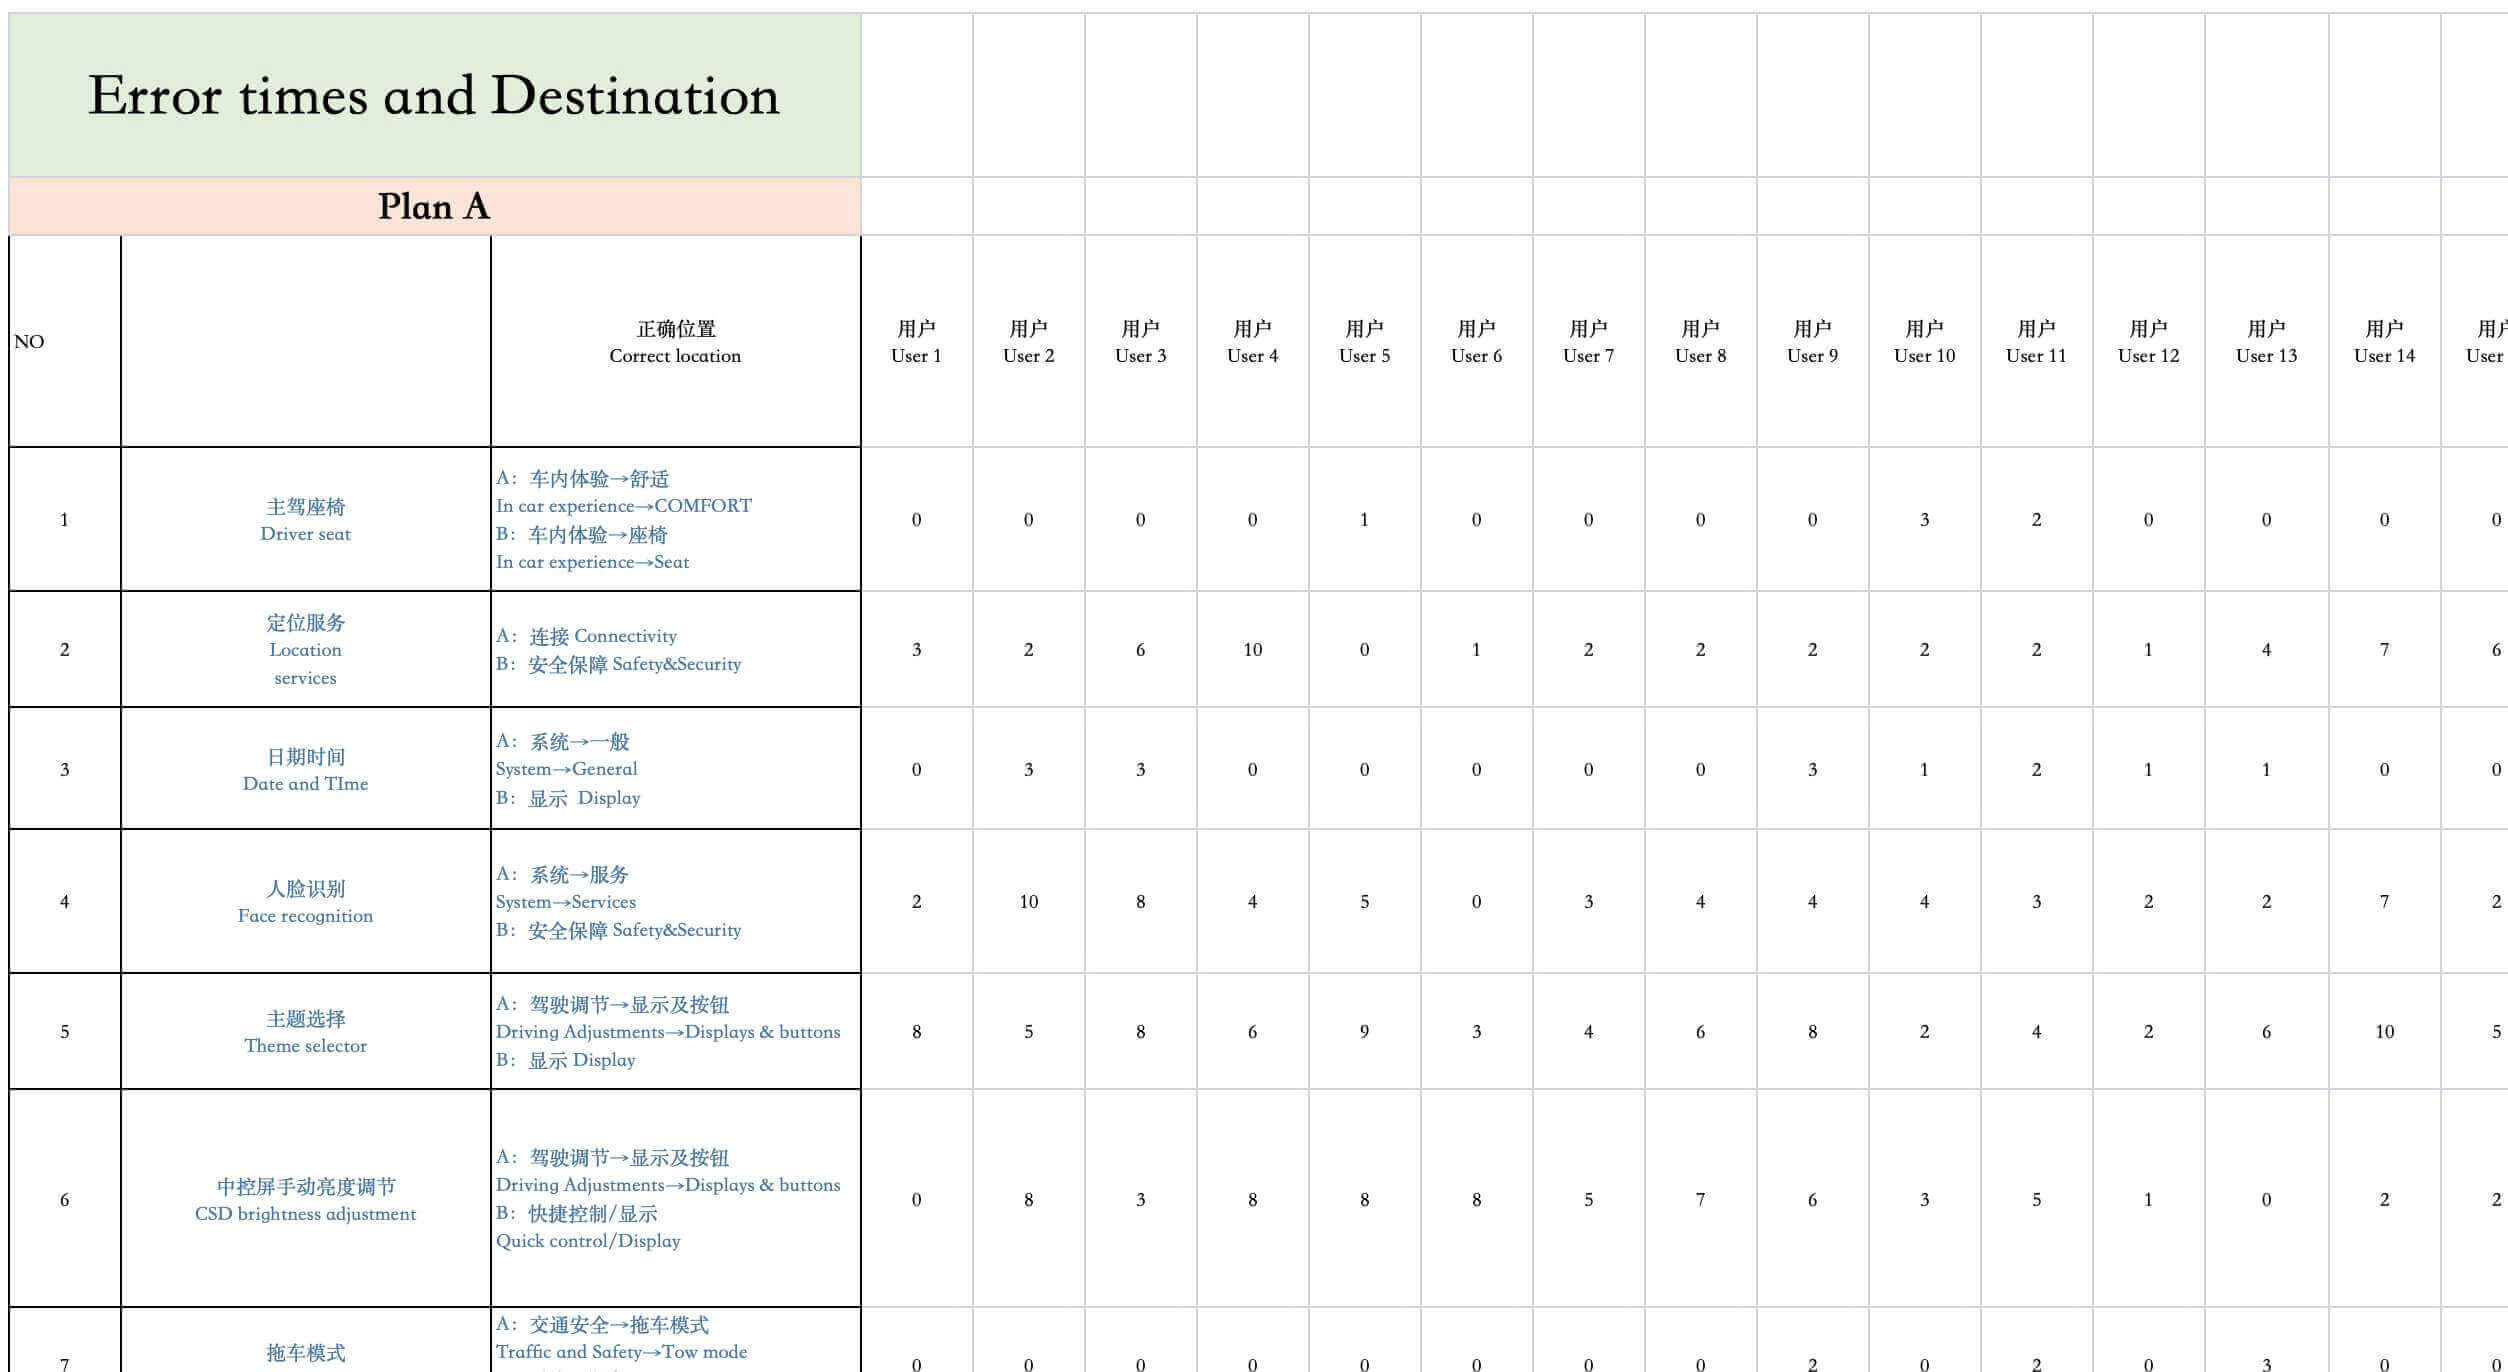 Error times and Destination
Plan A
NO
正确位置
Correct location
用户
User 1
用户
User 2
用户
User 3
用户
User 4
用户
User 5
用户
User 6
用户
User 7
用户
User 8
用户
User 9
用户
User 10
用户
User 11
用户
User 12
用户
User 13
用户
User 14
用户
User
1
主驾座椅
Driver seat
A：车内体验→舒适
In car experience→COMFORT
B：车内体验→座椅
In car experience→Seat
0 0 0 0 1 0 0 0 0 3 2 0 0 0 0
2
定位服务
Location
services
A：连接 Connectivity
B：安全保障 Safety&Security
3 2 6 10 0 1 2 2 2 2 2 1 4 7 6
3
日期时间
Date and TIme
A：系统→一般
System→General
B：显示 Display
0 3 3 0 0 0 0 0 3 1 2 1 1 0 0
4
人脸识别
Face recognition
A：系统→服务
System→Services
B：安全保障 Safety&Security
2 10 8 4 5 0 3 4 4 4 3 2 2 7 2
5
主题选择
Theme selector
A：驾驶调节→显示及按钮
Driving Adjustments→Displays & buttons
B：显示 Display
8 5 8 6 9 3 4 6 8 2 4 2 6 10 5
6
中控屏手动亮度调节
CSD brightness adjustment
A：驾驶调节→显示及按钮
Driving Adjustments→Displays & buttons
B：快捷控制/显示
Quick control/Display
0 8 3 8 8 8 5 7 6 3 5 1 0 2 2
7
拖车模式
A：交通安全→拖车模式
Traffic and Safety→Tow mode
0 0 0 0 0 0 0 0 2 0 2 0 3 0 0